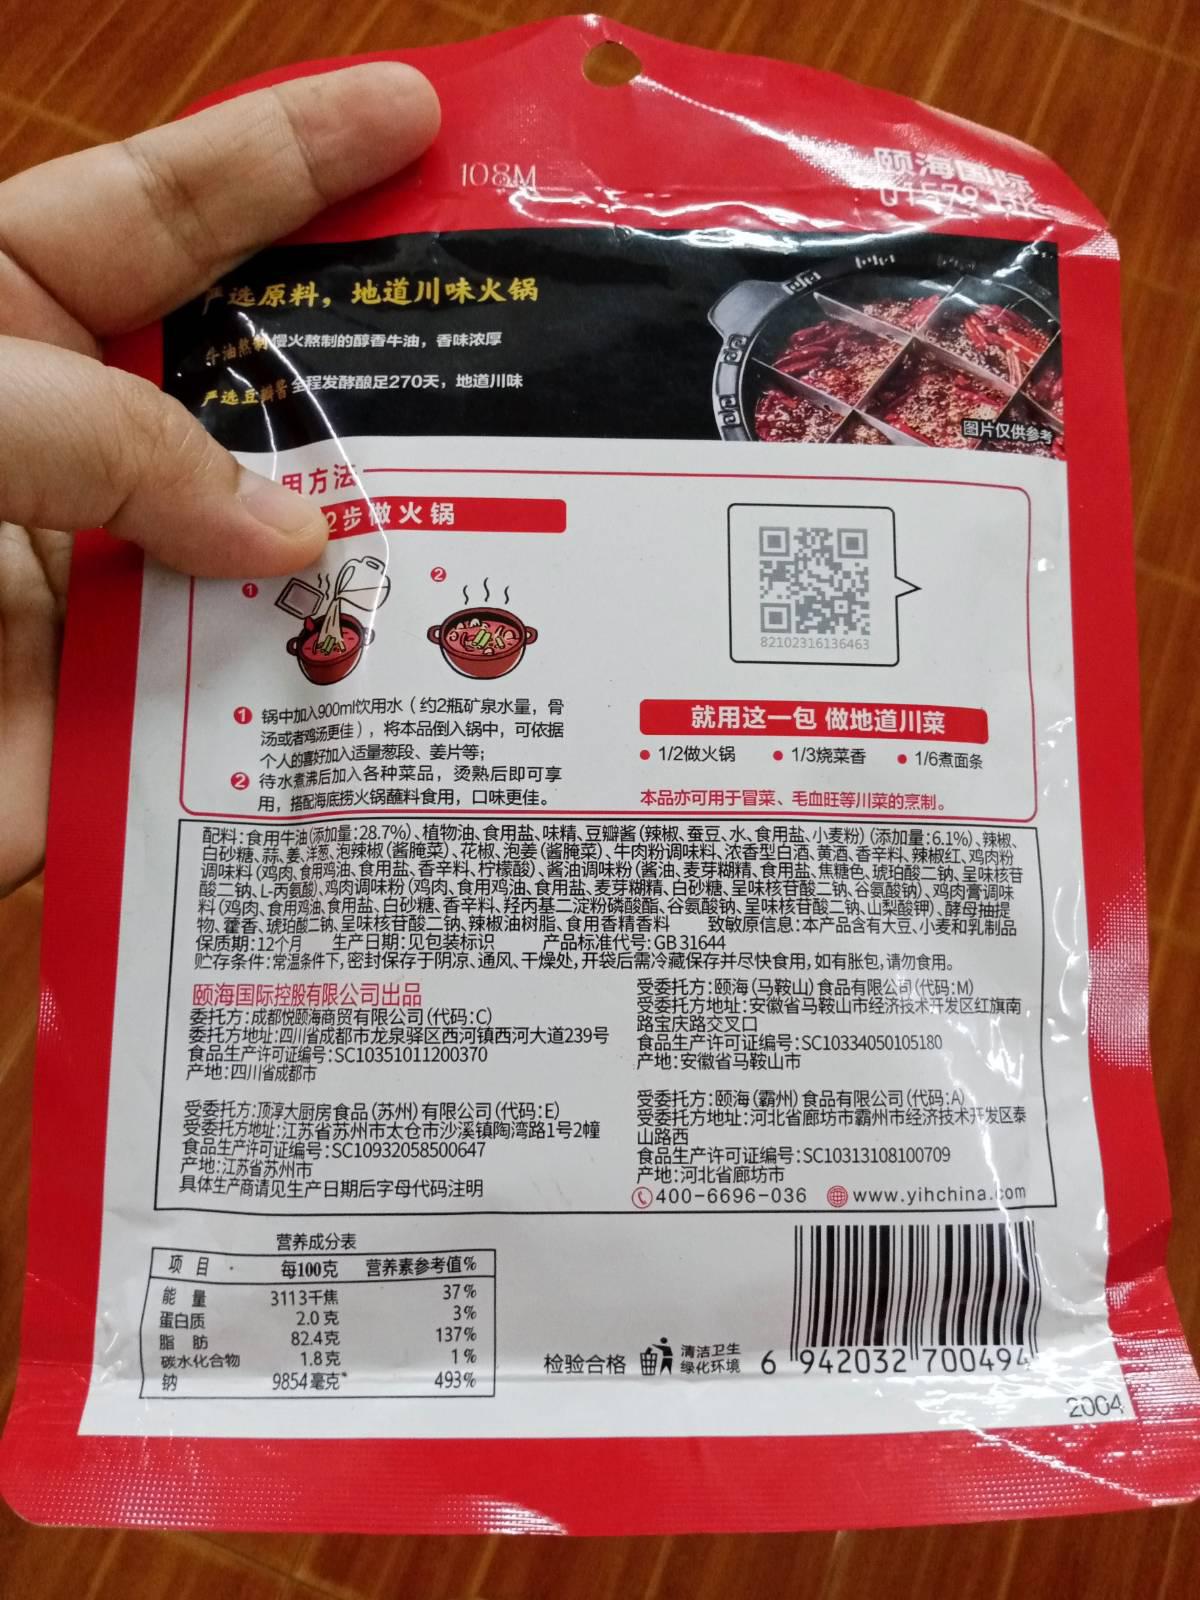 108M
颐海国际
严选原料，地道川味火锅
牛油熬制 慢火熬制的醇香牛油，香味浓厚
严选豆瓣酱 全程发酵酿足270天，地道川味
图片仅供参考
用方法
2步做火锅
1
2
82102316136463
1 锅中加入900ml饮用水（约2瓶矿泉水量，骨
汤或者鸡汤更佳），将本品倒入锅中，可依据
个人的喜好加入适量葱段、姜片等；
2 待水煮沸后加入各种菜品，烫熟后即可享
用，搭配海底捞火锅蘸料食用，口味更佳。
就用这一包 做地道川菜
• 1/2做火锅 • 1/3烧菜香 • 1/6煮面条
本品亦可用于冒菜、毛血旺等川菜的烹制。
配料：食用牛油(添加量：28.7%)、植物油、食用盐、味精、豆瓣酱(辣椒、蚕豆、水、食用盐、小麦粉)(添加量：6.1%)、辣椒、
白砂糖、蒜、姜、洋葱、泡辣椒(酱腌菜)、花椒、泡姜(酱腌菜)、牛肉粉调味料、浓香型白酒、黄酒、香辛料、辣椒红、鸡肉粉
调味料(鸡肉、食用鸡油、食用盐、香辛料、柠檬酸)、酱油调味粉(酱油、麦芽糊精、食用盐、焦糖色、琥珀酸二钠、呈味核苷
酸二钠、L-丙氨酸)、鸡肉调味粉(鸡肉、食用鸡油、食用盐、麦芽糊精、白砂糖、呈味核苷酸二钠、谷氨酸钠)、鸡肉膏调味
料(鸡肉、食用鸡油、食用盐、白砂糖、香辛料、羟丙基二淀粉磷酸酯、谷氨酸钠、呈味核苷酸二钠、山梨酸钾)、酵母抽提
物、藿香、琥珀酸二钠、呈味核苷酸二钠、辣椒油树脂、食用香精香料 致敏原信息：本产品含有大豆、小麦和乳制品
保质期：12个月 生产日期：见包装标识 产品标准代号：GB 31644
贮存条件：常温条件下，密封保存于阴凉、通风、干燥处，开袋后需冷藏保存并尽快食用，如有胀包，请勿食用。
颐海国际控股有限公司出品
委托方：成都悦颐海商贸有限公司(代码：C)
委托方地址：四川省成都市龙泉驿区西河镇西河大道239号
食品生产许可证编号：SC10351011200370
产地：四川省成都市
受委托方：顶淳大厨房食品(苏州)有限公司(代码：E)
受委托方地址：江苏省苏州市太仓市沙溪镇陶湾路1号2幢
食品生产许可证编号：SC10932058500647
产地：江苏省苏州市
具体生产商请见生产日期后字母代码注明
受委托方：颐海(马鞍山)食品有限公司(代码：M)
受委托方地址：安徽省马鞍山市经济技术开发区红旗南
路宝庆路交叉口
食品生产许可证编号：SC10334050105180
产地：安徽省马鞍山市
受委托方：颐海(霸州)食品有限公司(代码：A)
受委托方地址：河北省廊坊市霸州市经济技术开发区泰
山路西
食品生产许可证编号：SC10313108100709
产地：河北省廊坊市
400-6696-036 www.yihchina.com
营养成分表
项 目 每100克 营养素参考值%
能 量 3113千焦 37%
蛋白质 2.0克 3%
脂 肪 82.4克 137%
碳水化合物 1.8克 1%
钠 9854毫克* 493%
检验合格
清洁卫生
绿化环境
6 942032 700494
2004